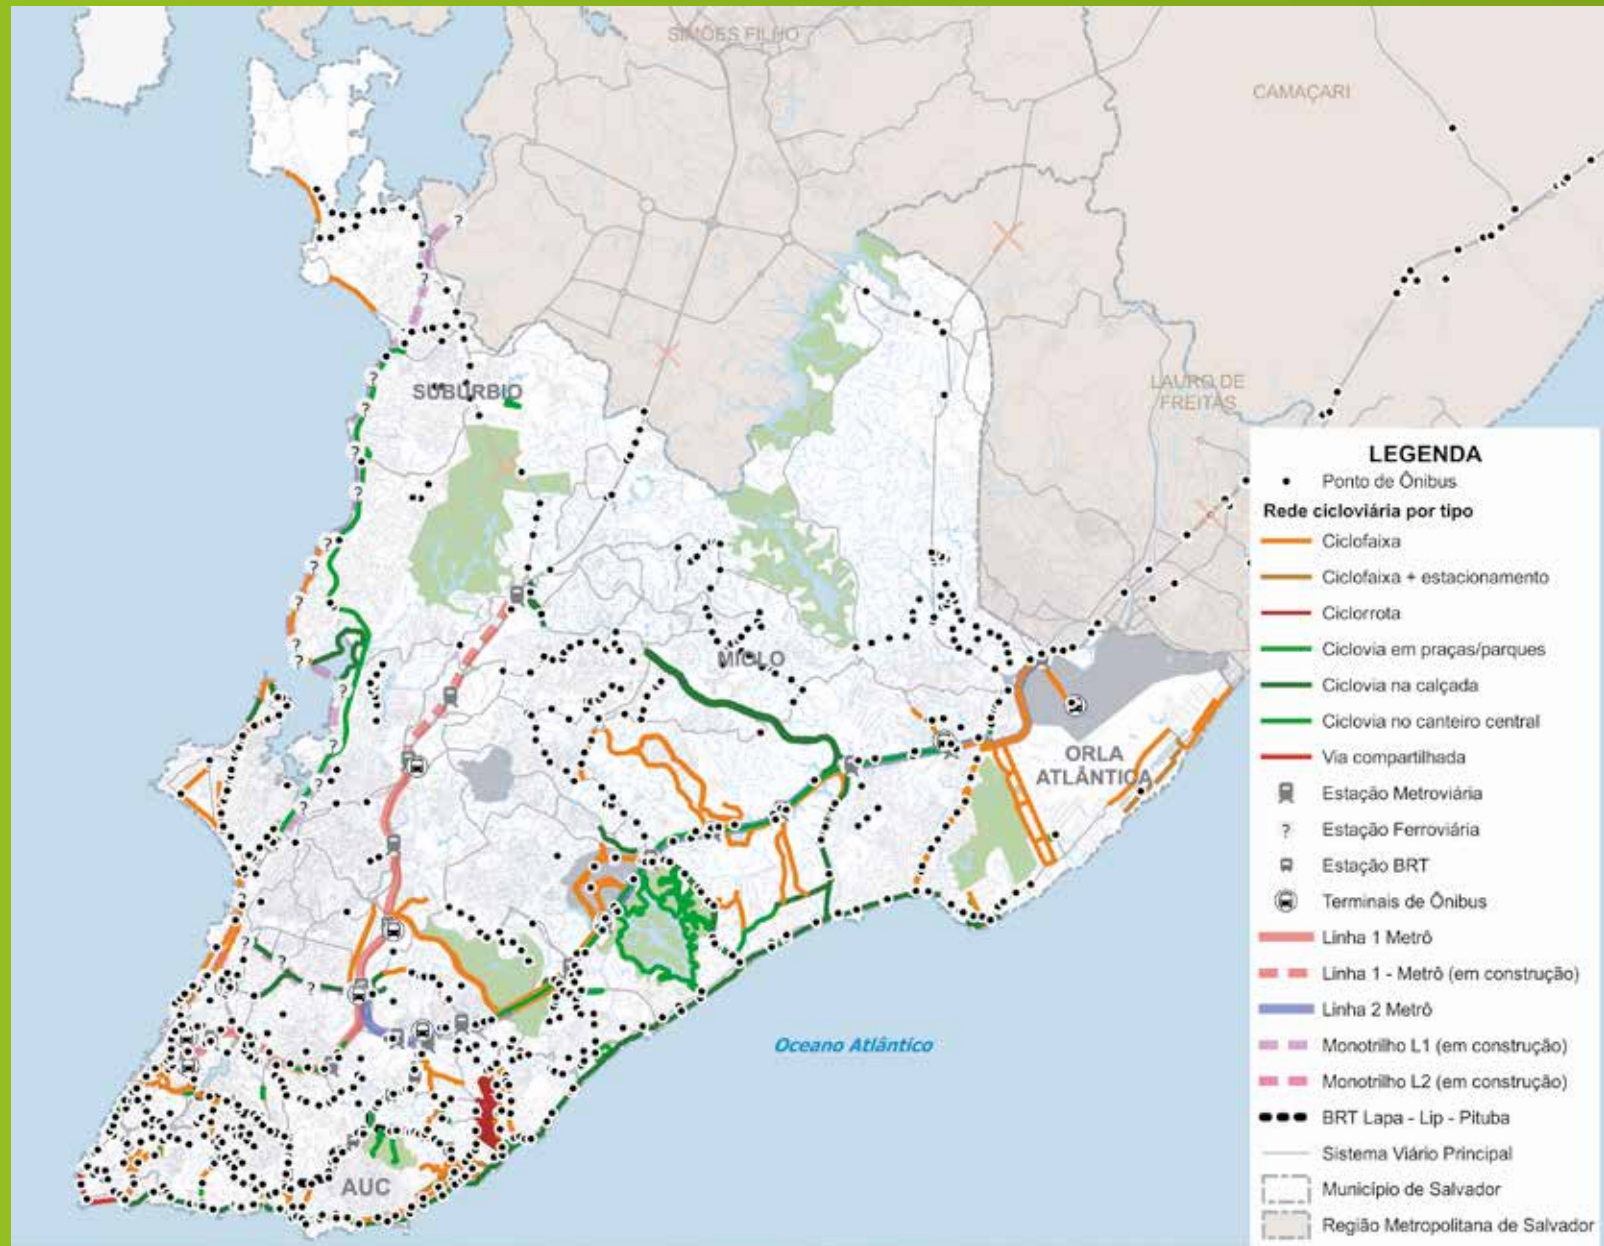 SIMÕES FILHO
CAMAÇARI
SUBÚRBIO
LAURO DE
FREITAS
MIOLO
ORLA
ATLÂNTICA
Oceano Atlântico
AUC
LEGENDA
Ponto de Ônibus
Rede cicloviária por tipo
Ciclofaixa
Ciclofaixa + estacionamento
Ciclorrota
Ciclovia em praças/parques
Ciclovia na calçada
Ciclovia no canteiro central
Via compartilhada
Estação Metroviária
? Estação Ferroviária
Estação BRT
Terminais de Ônibus
Linha 1 Metrô
Linha 1 - Metrô (em construção)
Linha 2 Metrô
Monotrilho L1 (em construção)
Monotrilho L2 (em construção)
BRT Lapa - Lip - Pituba
Sistema Viário Principal
Município de Salvador
Região Metropolitana de Salvador